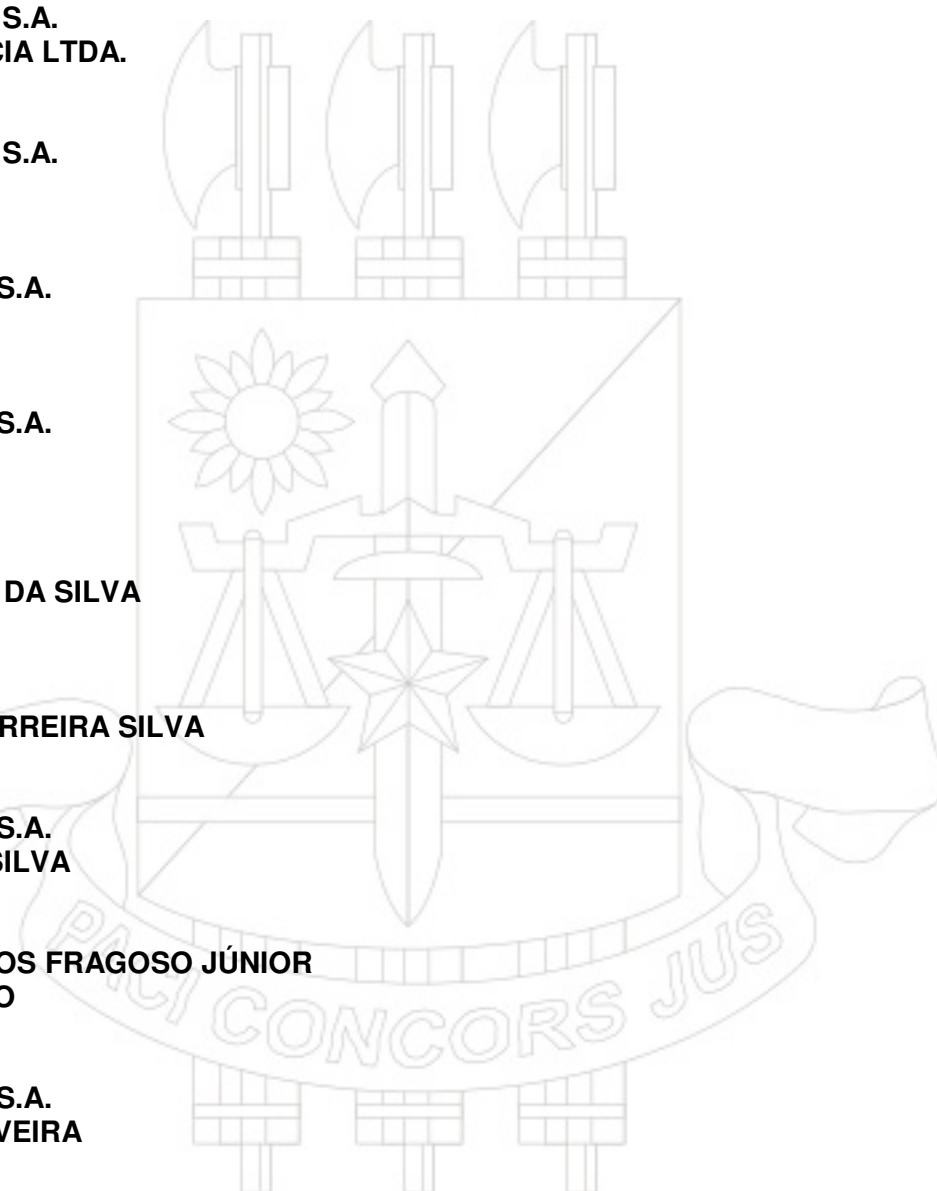 S.A.
CIA LTDA.
S.A.
S.A.
S.A.
DA SILVA
RREIRA SILVA
S.A.
SILVA
OS FRAGOSO JÚNIOR
O
PACI CONCORS JUS
S.A.
VEIRA